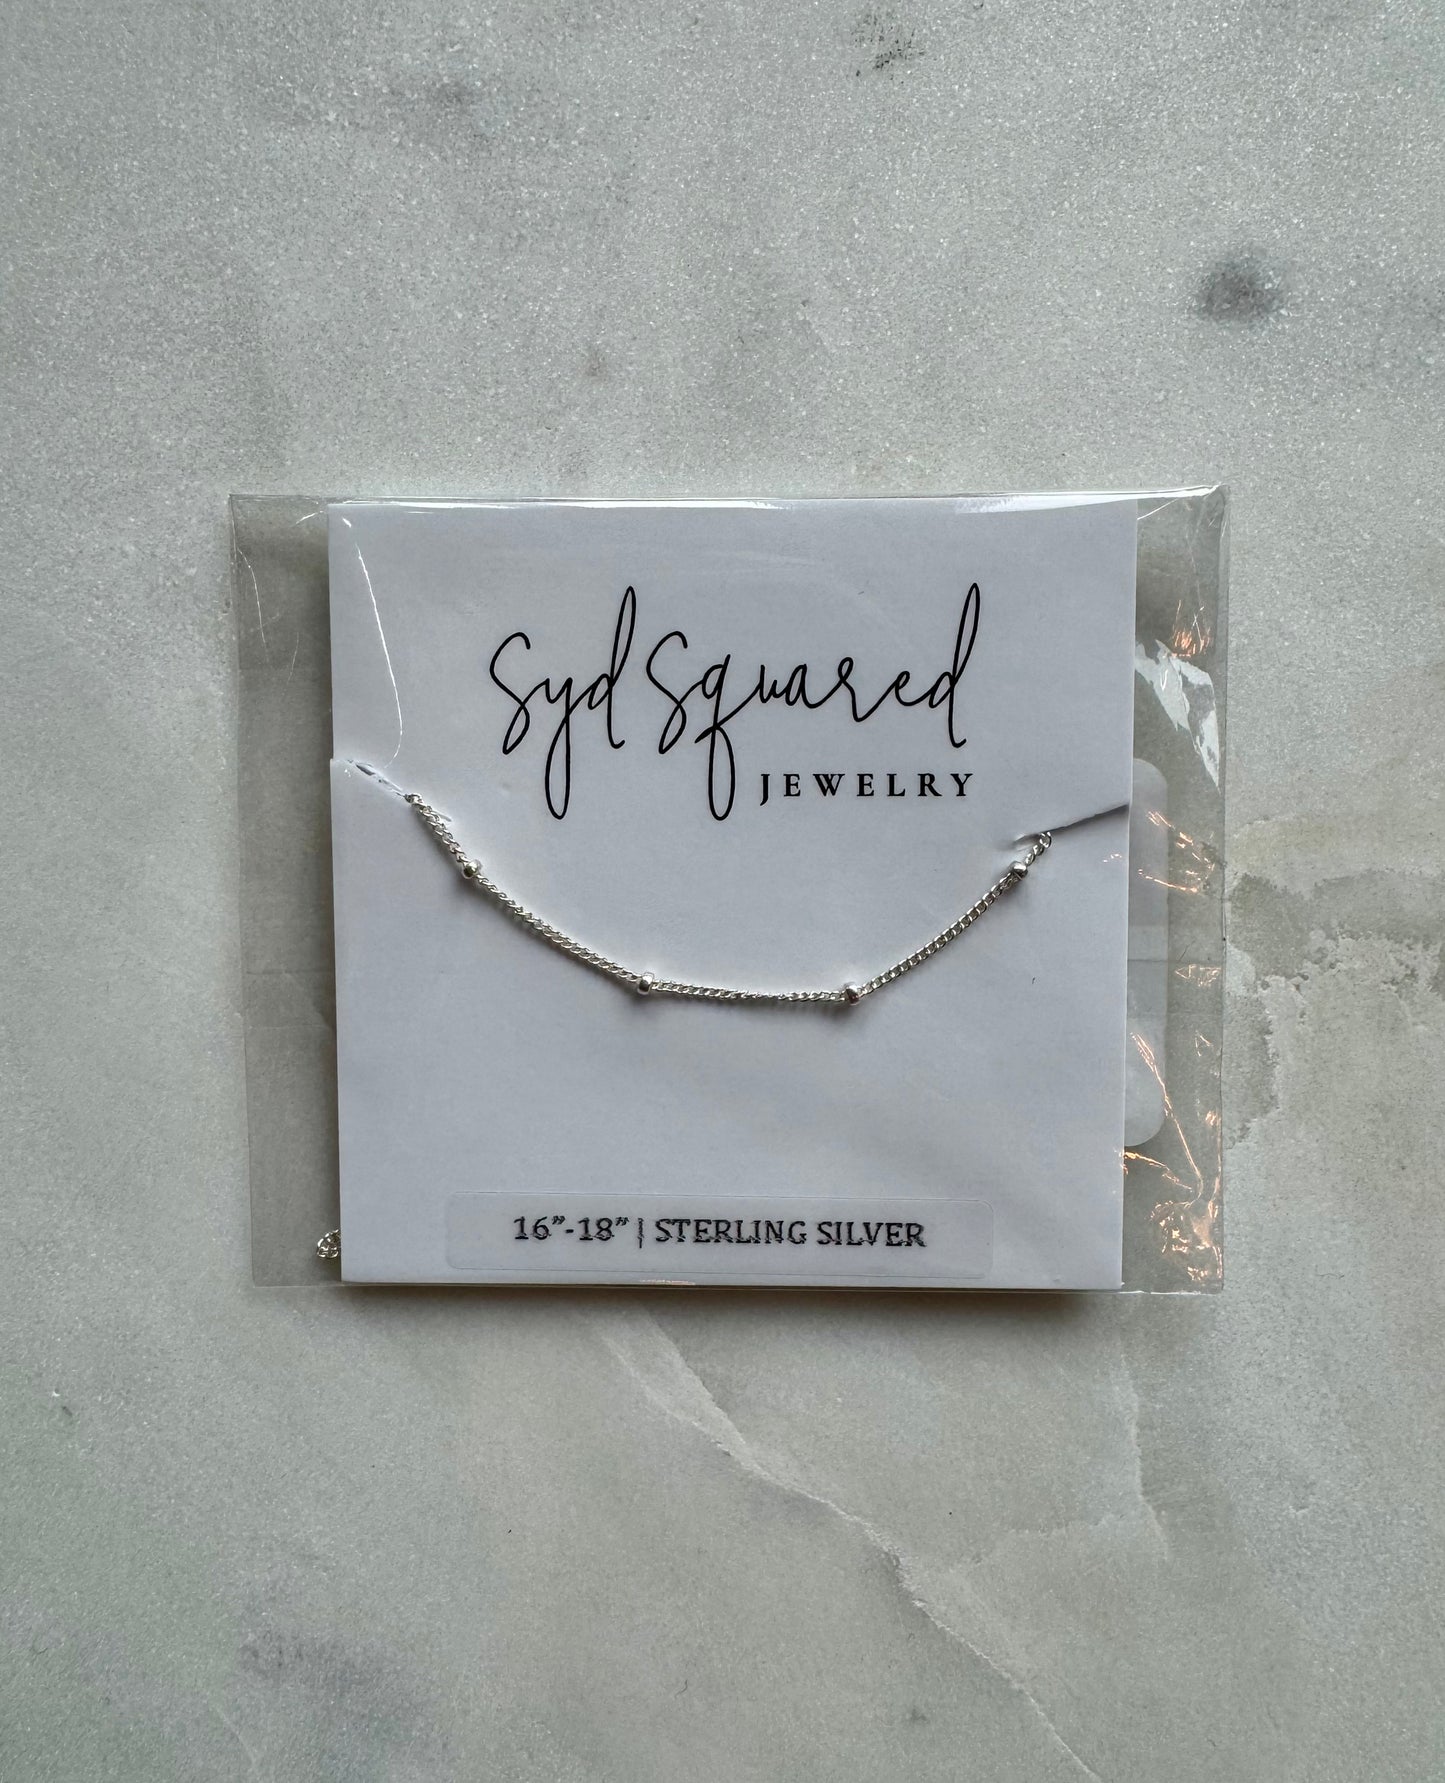 Syd Squared
JEWELRY
16”-18” | STERLING SILVER